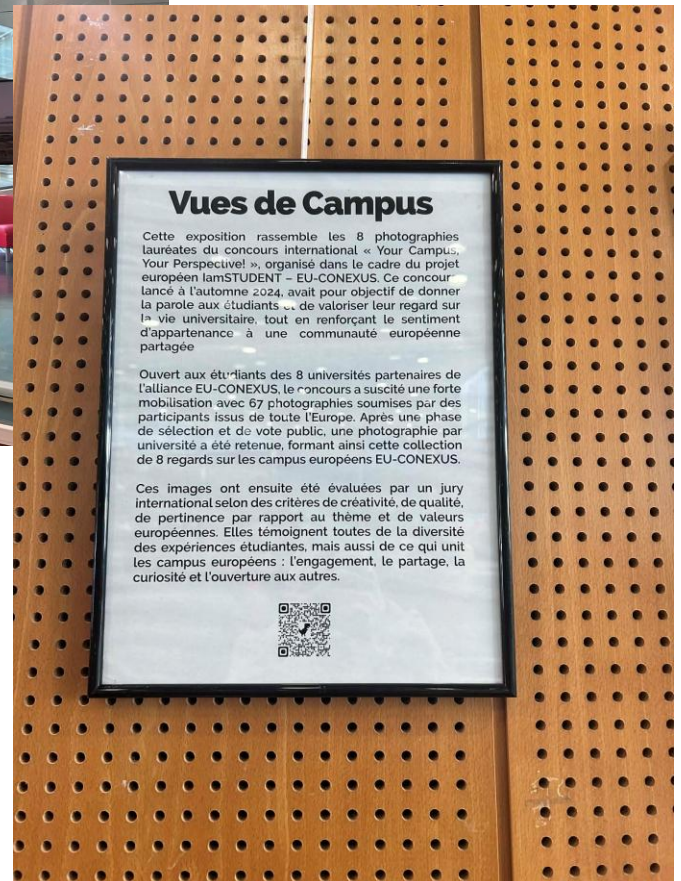 Vues de Campus
Cette exposition rassemble les 8 photographies
lauréates du concours international « Your Campus,
Your Perspective! », organisé dans le cadre du projet
européen IamSTUDENT – EU-CONEXUS. Ce concour
lancé à l'automne 2024, avait pour objectif de donner
la parole aux étudiants et de valoriser leur regard sur
la vie universitaire, tout en renforçant le sentiment
d'appartenance à une communauté européenne
partagée
Ouvert aux étudiants des 8 universités partenaires de
l'alliance EU-CONEXUS, le concours a suscité une forte
mobilisation avec 67 photographies soumises par des
participants issus de toute l'Europe. Après une phase
de sélection et de vote public, une photographie par
université a été retenue, formant ainsi cette collection
de 8 regards sur les campus européens EU-CONEXUS.
Ces images ont ensuite été évaluées par un jury
international selon des critères de créativité, de qualité,
de pertinence par rapport au thème et de valeurs
européennes. Elles témoignent toutes de la diversité
des expériences étudiantes, mais aussi de ce qui unit
les campus européens : l'engagement, le partage, la
curiosité et l'ouverture aux autres.